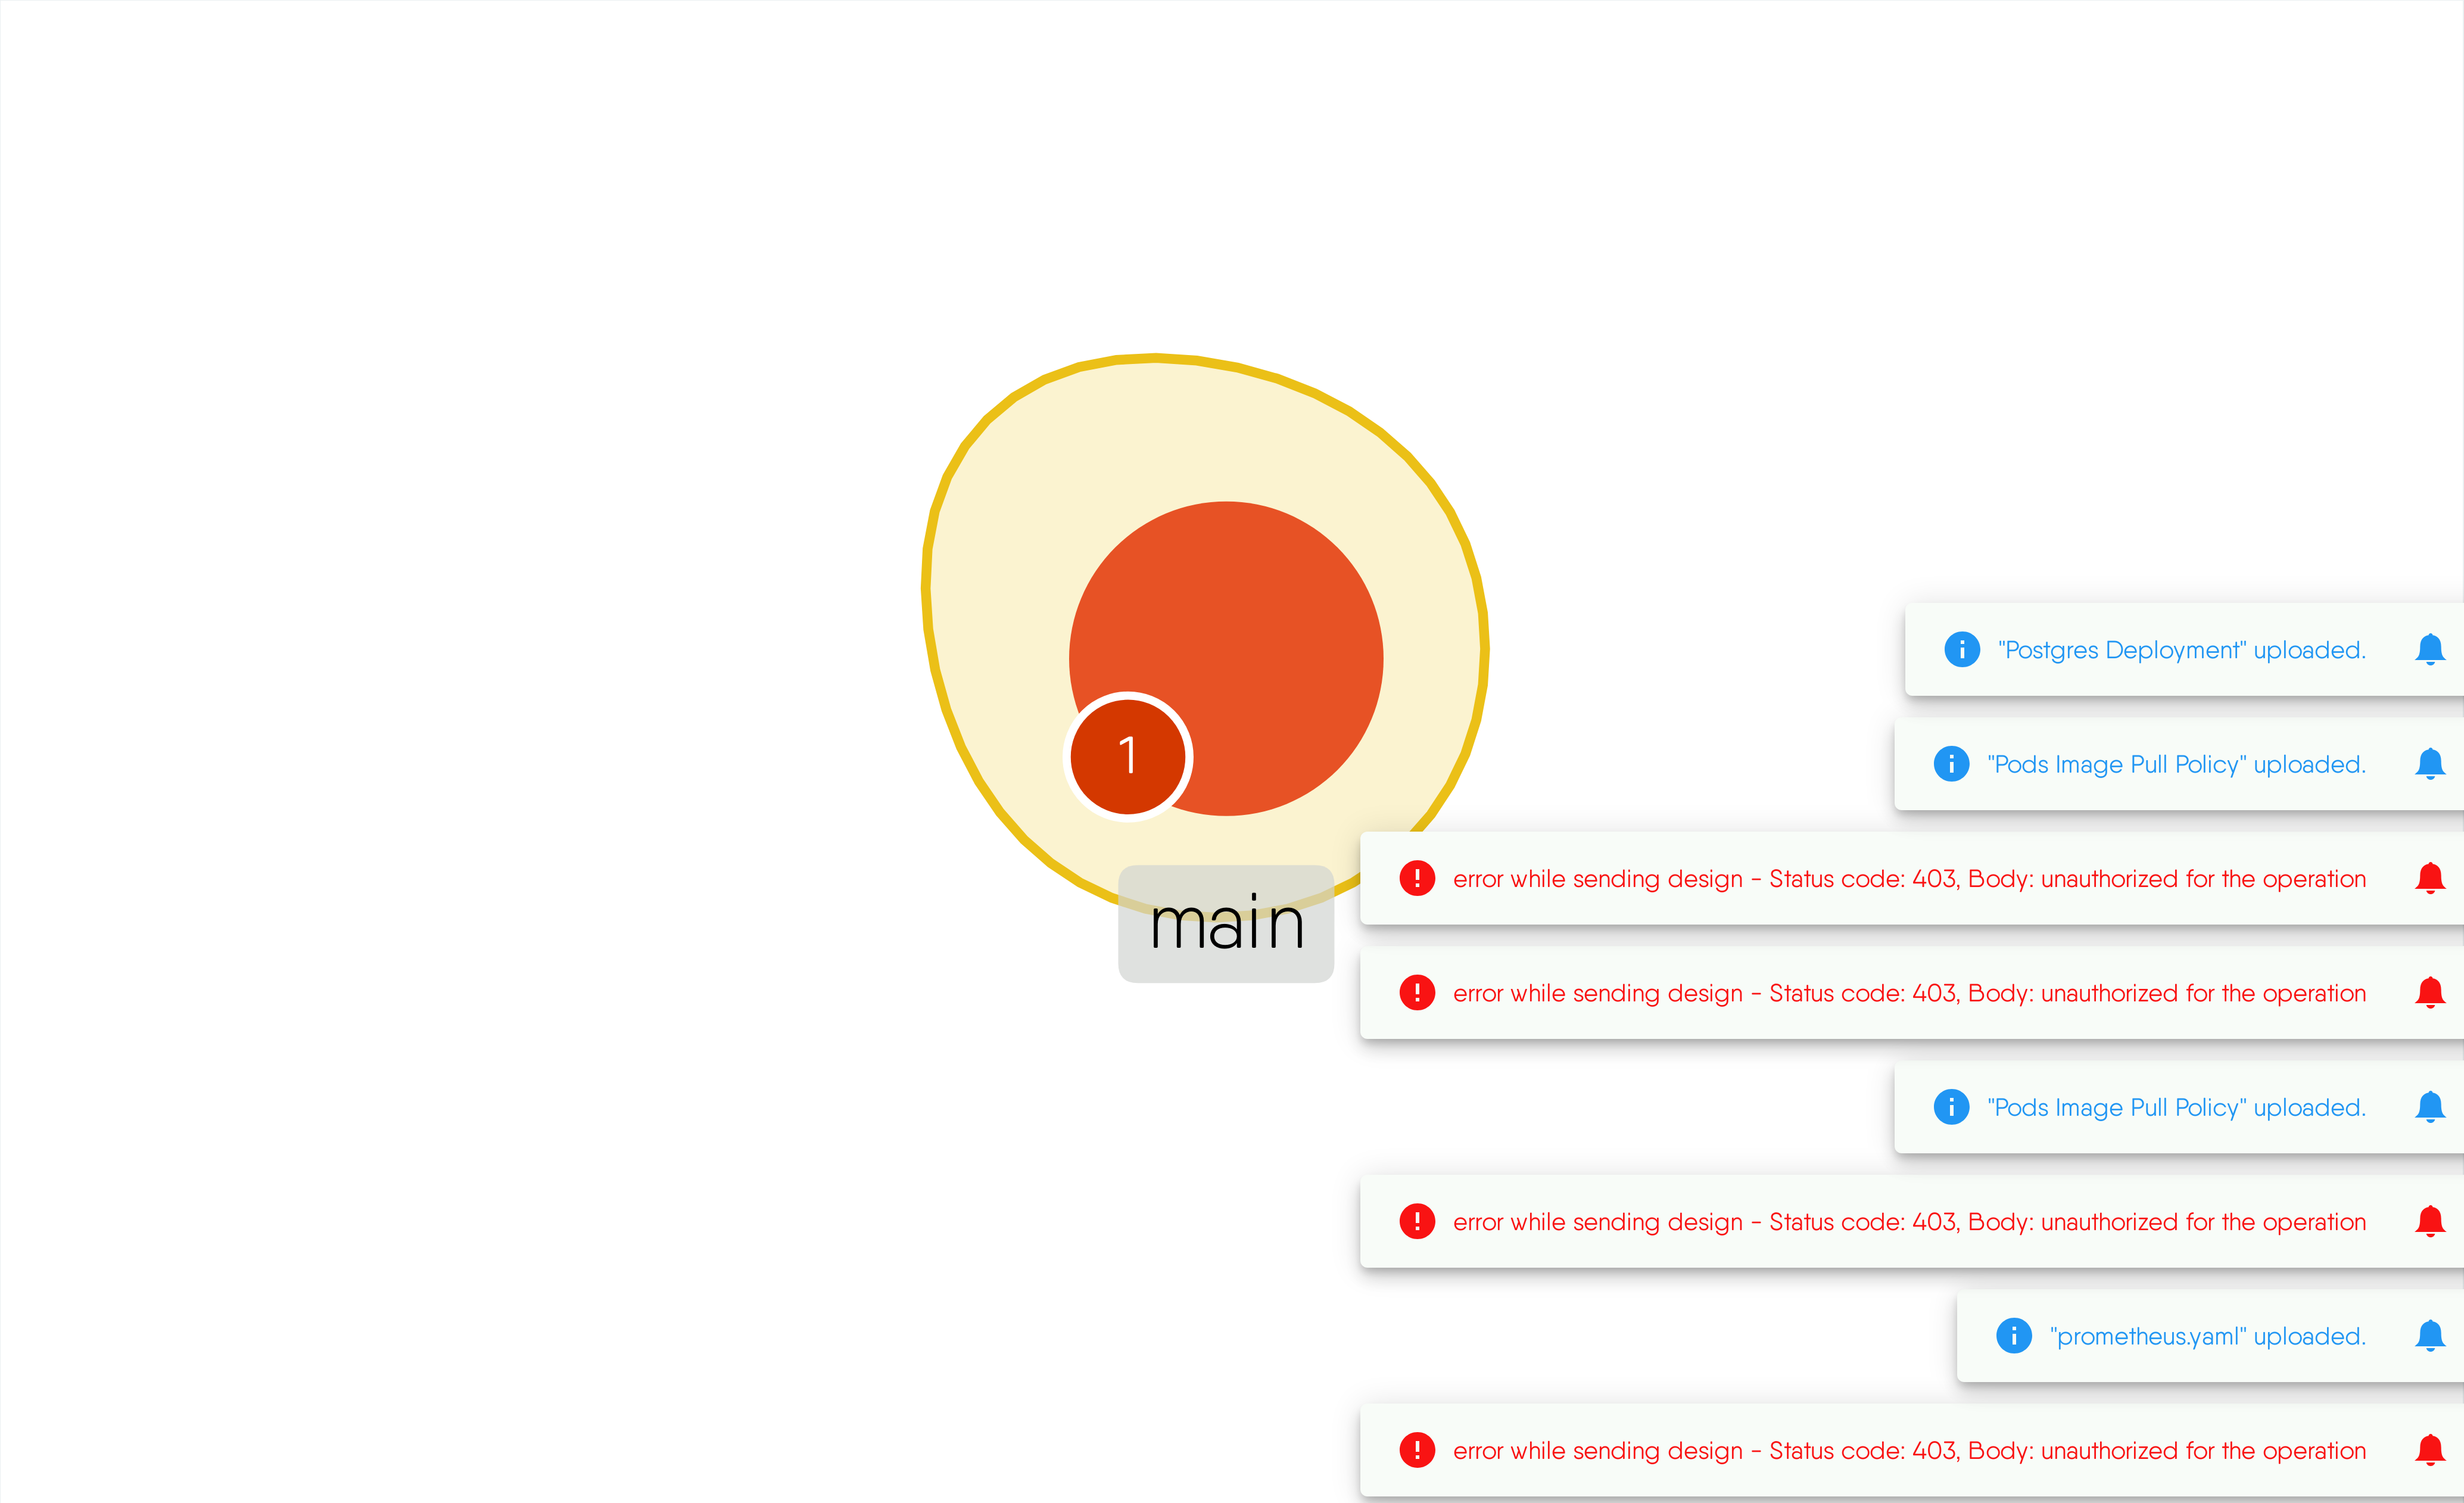 1
main
"Postgres Deployment" uploaded.
"Pods Image Pull Policy" uploaded.
error while sending design - Status code: 403, Body: unauthorized for the operation
error while sending design - Status code: 403, Body: unauthorized for the operation
"Pods Image Pull Policy" uploaded.
error while sending design - Status code: 403, Body: unauthorized for the operation
"prometheus.yaml" uploaded.
error while sending design - Status code: 403, Body: unauthorized for the operation